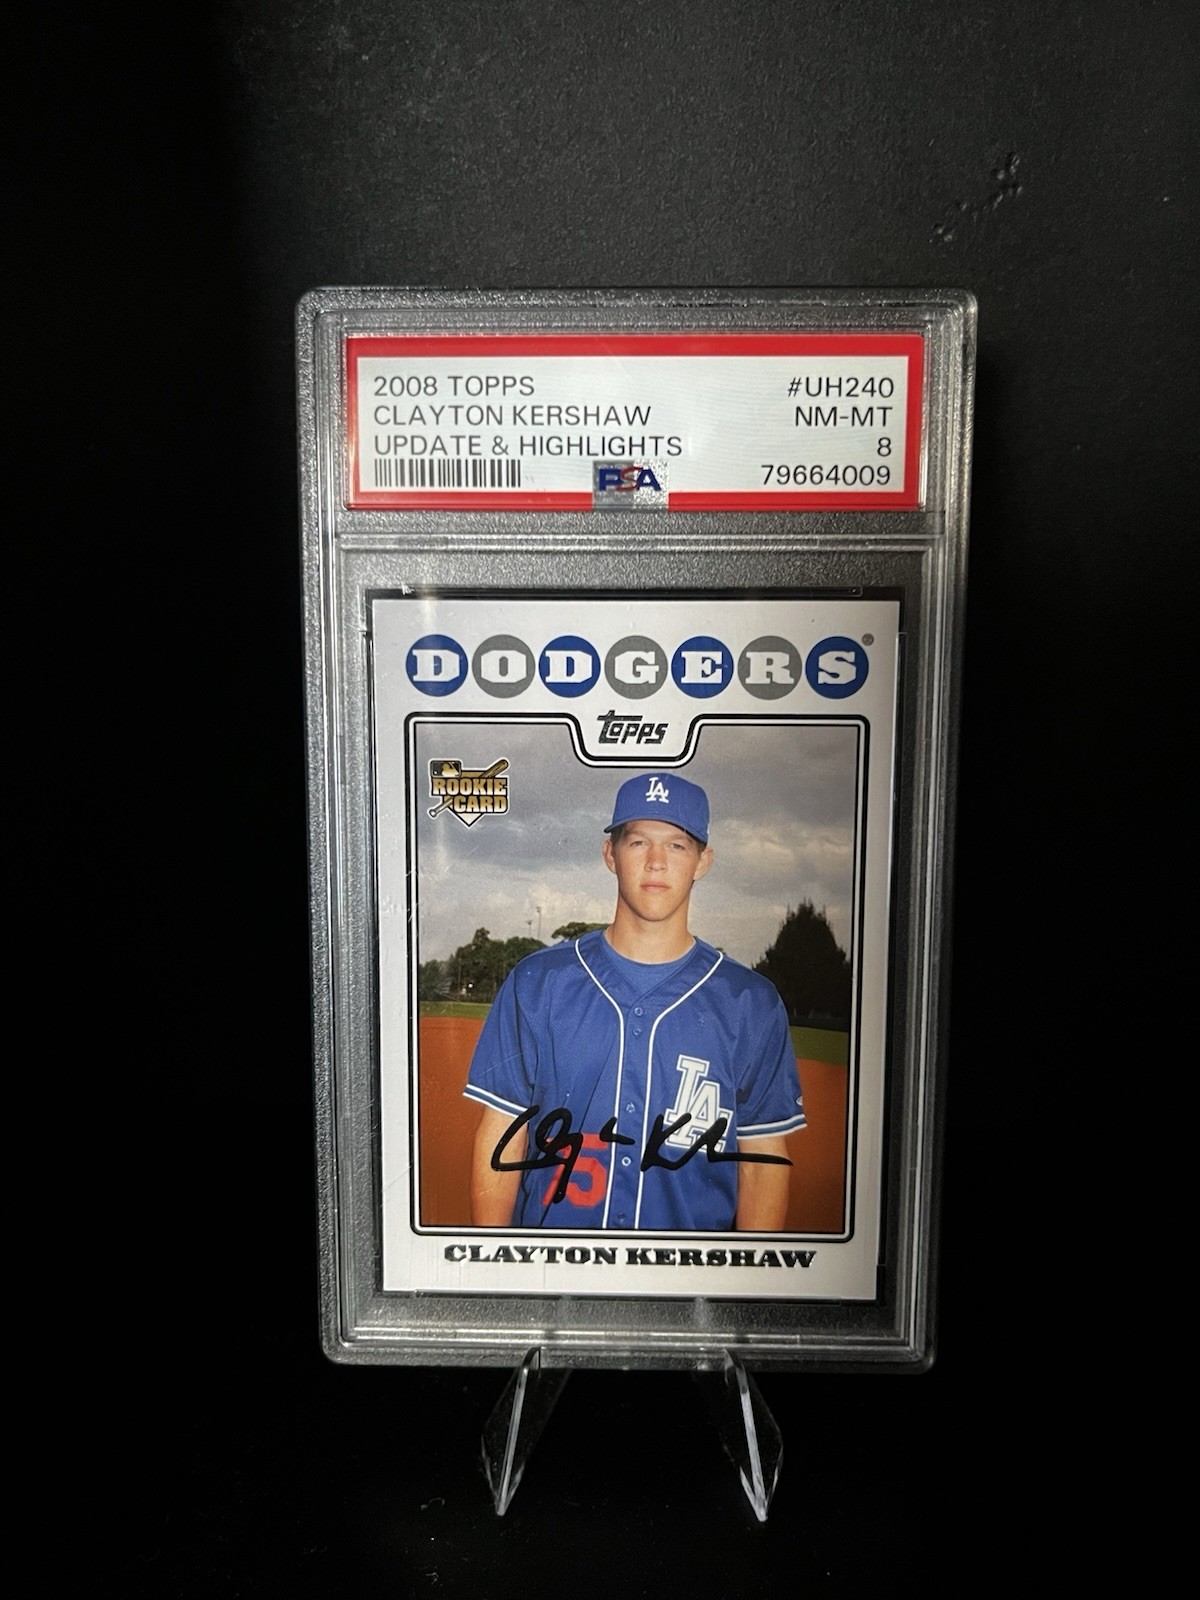 2008 TOPPS #UH240
CLAYTON KERSHAW NM-MT
UPDATE & HIGHLIGHTS 8
PSA 79664009
DODGERS®
Topps
ROOKIE
CARD
LA
LA
75
CLAYTON KERSHAW